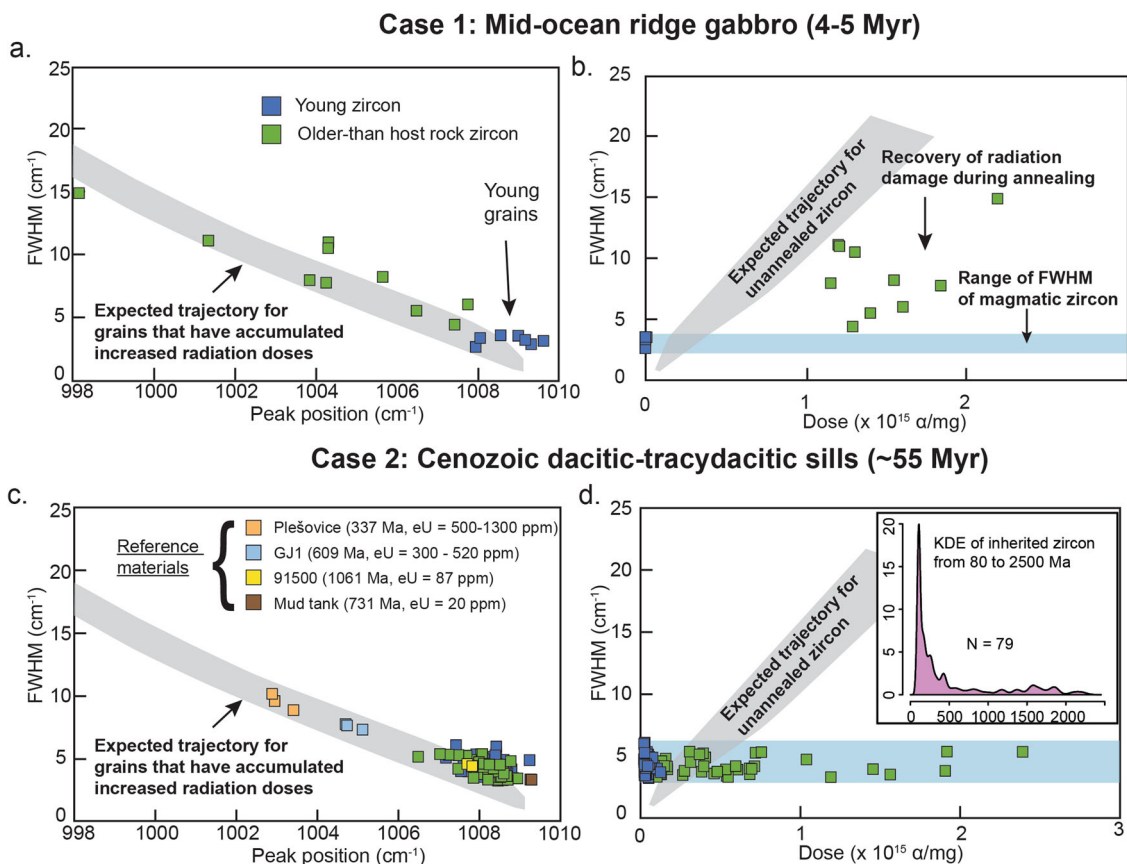 Case 1: Mid-ocean ridge gabbro (4-5 Myr)
a.
25
20
15
10
5
0
FWHM (cm⁻¹)
Young zircon
Older-than host rock zircon
Young
grains
Expected trajectory for
grains that have accumulated
increased radiation doses
998
1000
1002
1004
1006
1008
1010
Peak position (cm⁻¹)
b.
25
20
15
10
5
0
FWHM (cm⁻¹)
Expected trajectory for
unannealed zircon
Recovery of radiation
damage during annealing
Range of FWHM
of magmatic zircon
0
1
2
Dose (x 10¹⁵ α/mg)
Case 2: Cenozoic dacitic-tracydacitic sills (~55 Myr)
c.
25
20
15
10
5
0
FWHM (cm⁻¹)
Reference
materials
{
Plešovice (337 Ma, eU = 500-1300 ppm)
GJ1 (609 Ma, eU = 300 - 520 ppm)
91500 (1061 Ma, eU = 87 ppm)
Mud tank (731 Ma, eU = 20 ppm)
Expected trajectory for
grains that have accumulated
increased radiation doses
998
1000
1002
1004
1006
1008
1010
Peak position (cm⁻¹)
d.
25
20
15
10
5
0
FWHM (cm⁻¹)
Expected trajectory for
unannealed zircon
20
15
10
5
0
KDE of inherited zircon
from 80 to 2500 Ma
N = 79
0
500
1000
1500
2000
0
1
2
3
Dose (x 10¹⁵ α/mg)